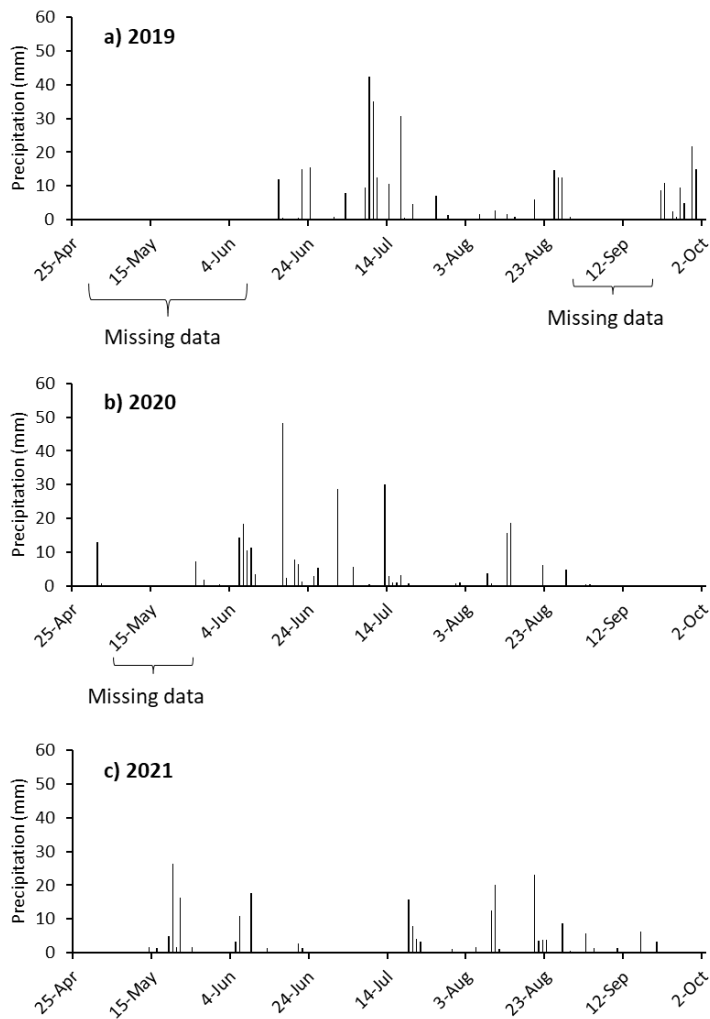 a) 2019
Precipitation (mm)
60
50
40
30
20
10
0
25-Apr 15-May 4-Jun 24-Jun 14-Jul 3-Aug 23-Aug 12-Sep 2-Oct
Missing data Missing data
b) 2020
Precipitation (mm)
60
50
40
30
20
10
0
25-Apr 15-May 4-Jun 24-Jun 14-Jul 3-Aug 23-Aug 12-Sep 2-Oct
Missing data
c) 2021
Precipitation (mm)
60
50
40
30
20
10
0
25-Apr 15-May 4-Jun 24-Jun 14-Jul 3-Aug 23-Aug 12-Sep 2-Oct